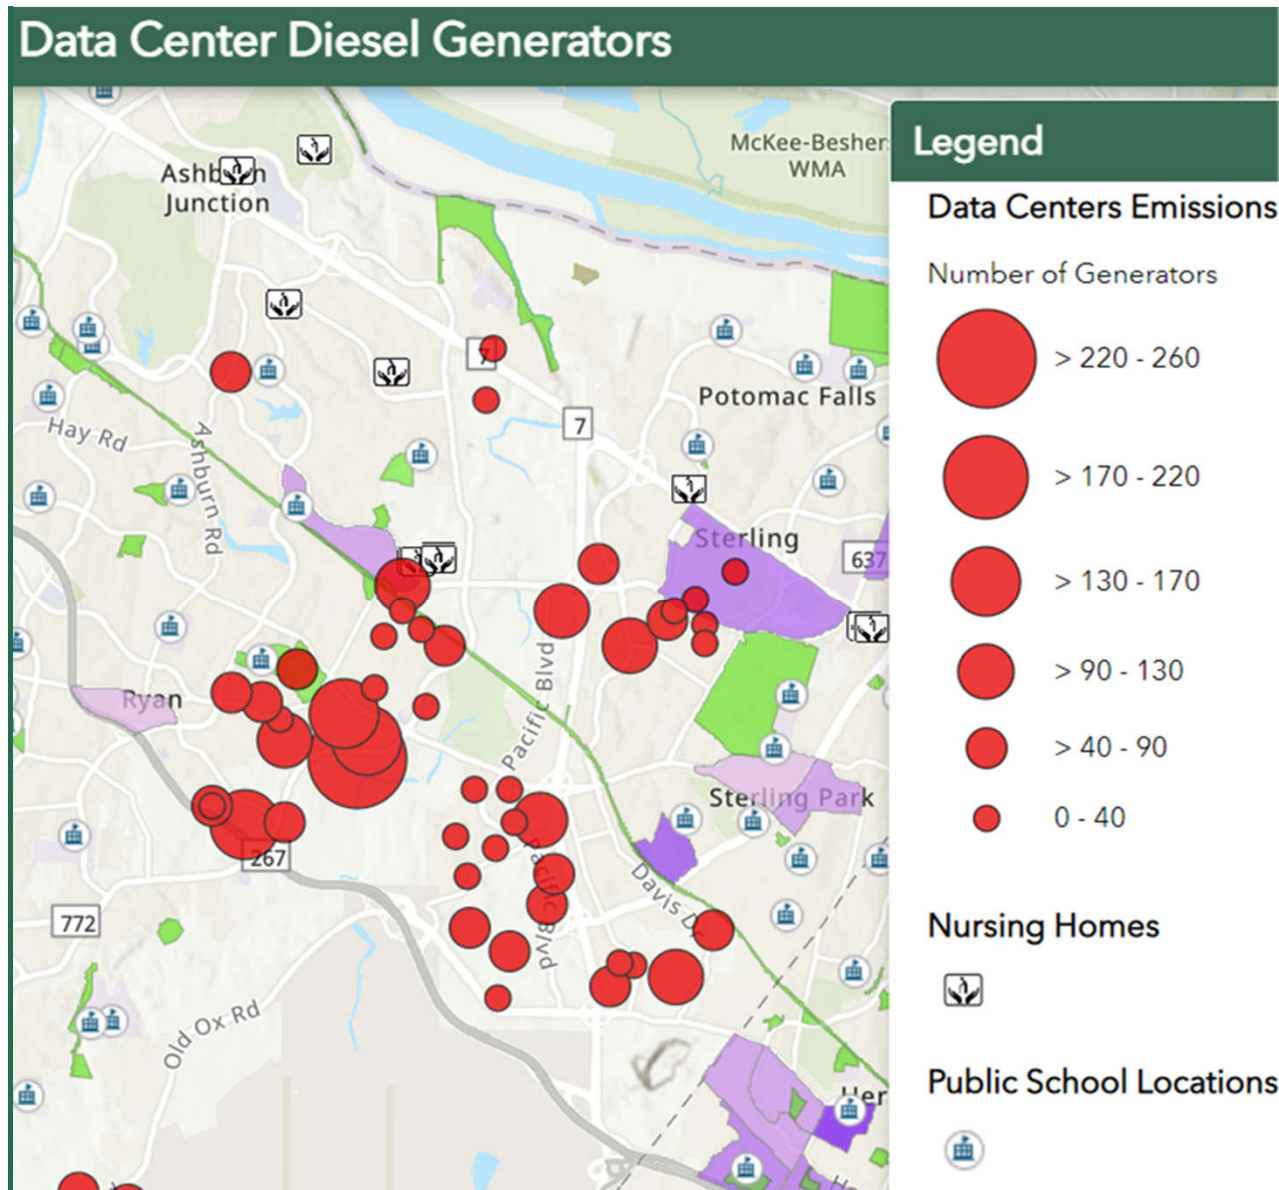 Data Center Diesel Generators
McKee-Besher
WMA
Ashburn
Junction
7
Hay Rd
Ashburn Rd
7
Potomac Falls
Sterling
637
Pacific Blvd
Ryan
Sterling Park
267
Pacific Blvd
Davis Dr
772
Old Ox Rd
Her
Legend
Data Centers Emissions
Number of Generators
> 220 - 260
> 170 - 220
> 130 - 170
> 90 - 130
> 40 - 90
0 - 40
Nursing Homes
Public School Locations